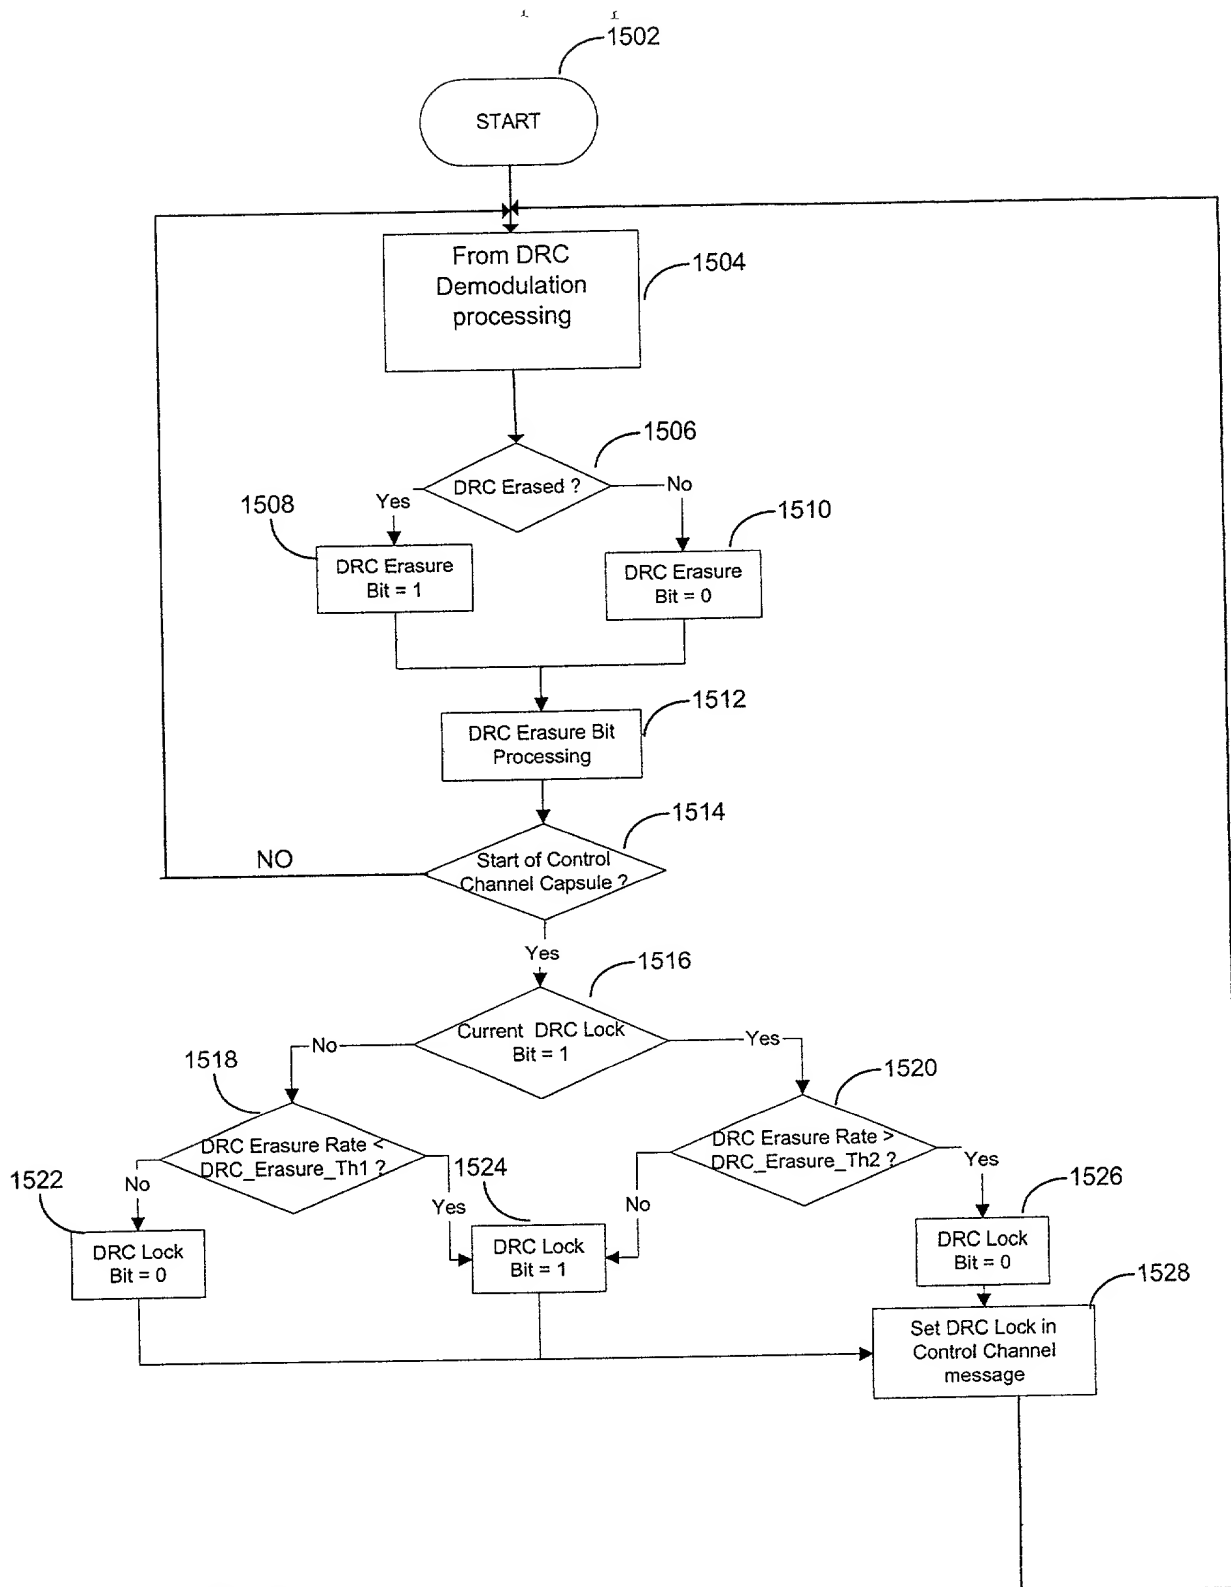 1502
START
From DRC
Demodulation
processing
1504
1506
DRC Erased ?
Yes
No
1508
1510
DRC Erasure
Bit = 1
DRC Erasure
Bit = 0
1512
DRC Erasure Bit
Processing
1514
Start of Control
Channel Capsule ?
NO
Yes
1516
Current DRC Lock
Bit = 1
No
Yes
1518
1520
DRC Erasure Rate <
DRC_Erasure_Th1 ?
DRC Erasure Rate >
DRC_Erasure_Th2 ?
1522
No
Yes
1524
No
Yes
1526
DRC Lock
Bit = 0
DRC Lock
Bit = 1
DRC Lock
Bit = 0
1528
Set DRC Lock in
Control Channel
message